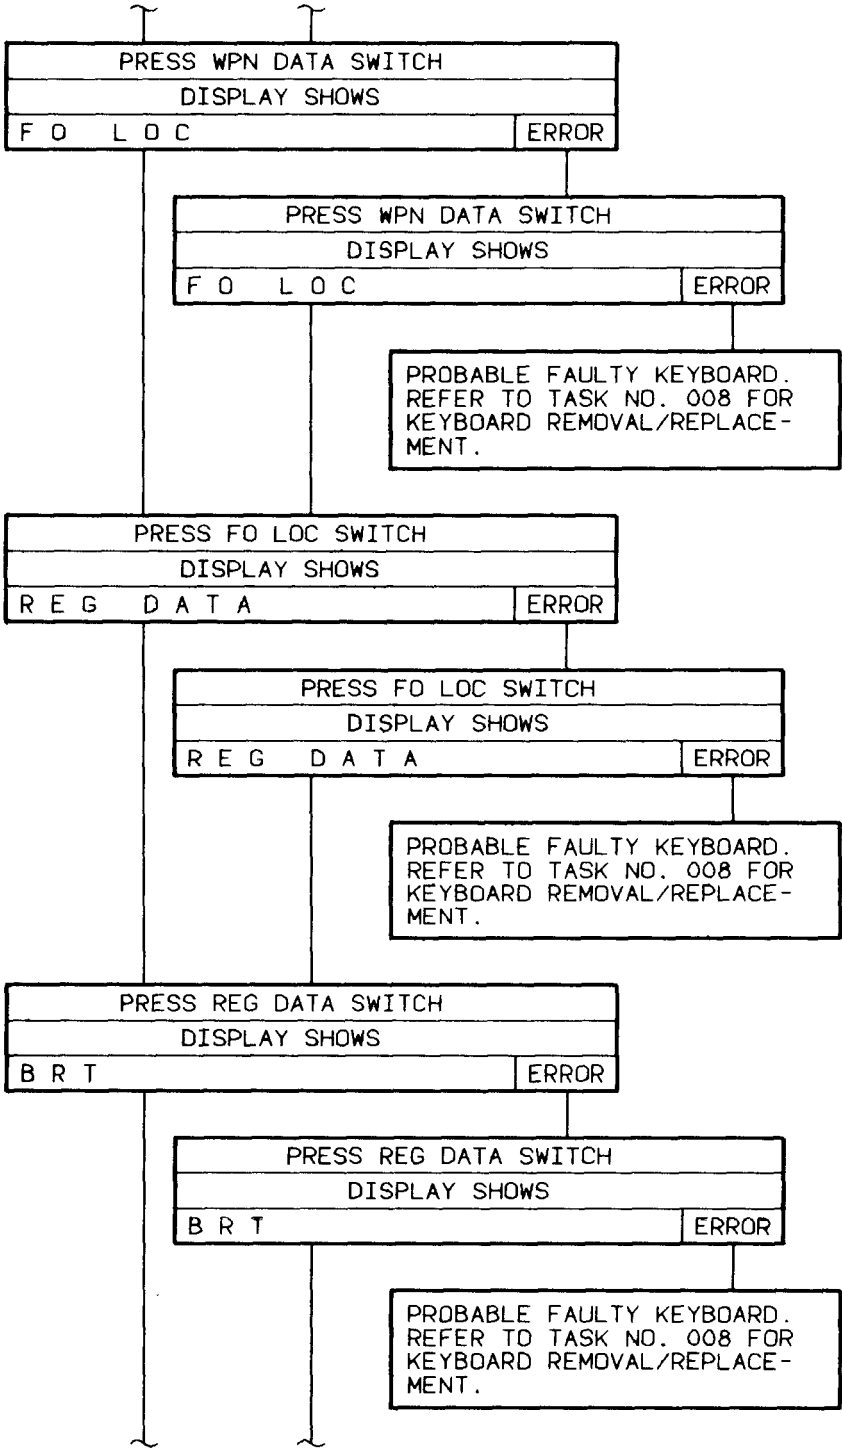 PRESS WPN DATA SWITCH
DISPLAY SHOWS
F O   L O C   ERROR
PRESS WPN DATA SWITCH
DISPLAY SHOWS
F O   L O C   ERROR
PROBABLE FAULTY KEYBOARD.
REFER TO TASK NO. 008 FOR
KEYBOARD REMOVAL/REPLACE-
MENT.
PRESS FO LOC SWITCH
DISPLAY SHOWS
R E G   D A T A   ERROR
PRESS FO LOC SWITCH
DISPLAY SHOWS
R E G   D A T A   ERROR
PROBABLE FAULTY KEYBOARD.
REFER TO TASK NO. 008 FOR
KEYBOARD REMOVAL/REPLACE-
MENT.
PRESS REG DATA SWITCH
DISPLAY SHOWS
B R T   ERROR
PRESS REG DATA SWITCH
DISPLAY SHOWS
B R T   ERROR
PROBABLE FAULTY KEYBOARD.
REFER TO TASK NO. 008 FOR
KEYBOARD REMOVAL/REPLACE-
MENT.